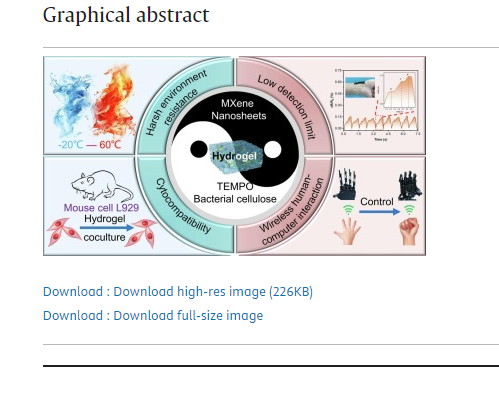 Graphical abstract
Harsh environment
resistance
Low detection limit
MXene
Nanosheets
-20℃ — 60℃
Hydrogel
TEMPO
Bacterial cellulose
Cytocompatibility
Wireless human-
computer interaction
Mouse cell L929
Hydrogel
coculture
Control
Time (s)
Download : Download high-res image (226KB)
Download : Download full-size image